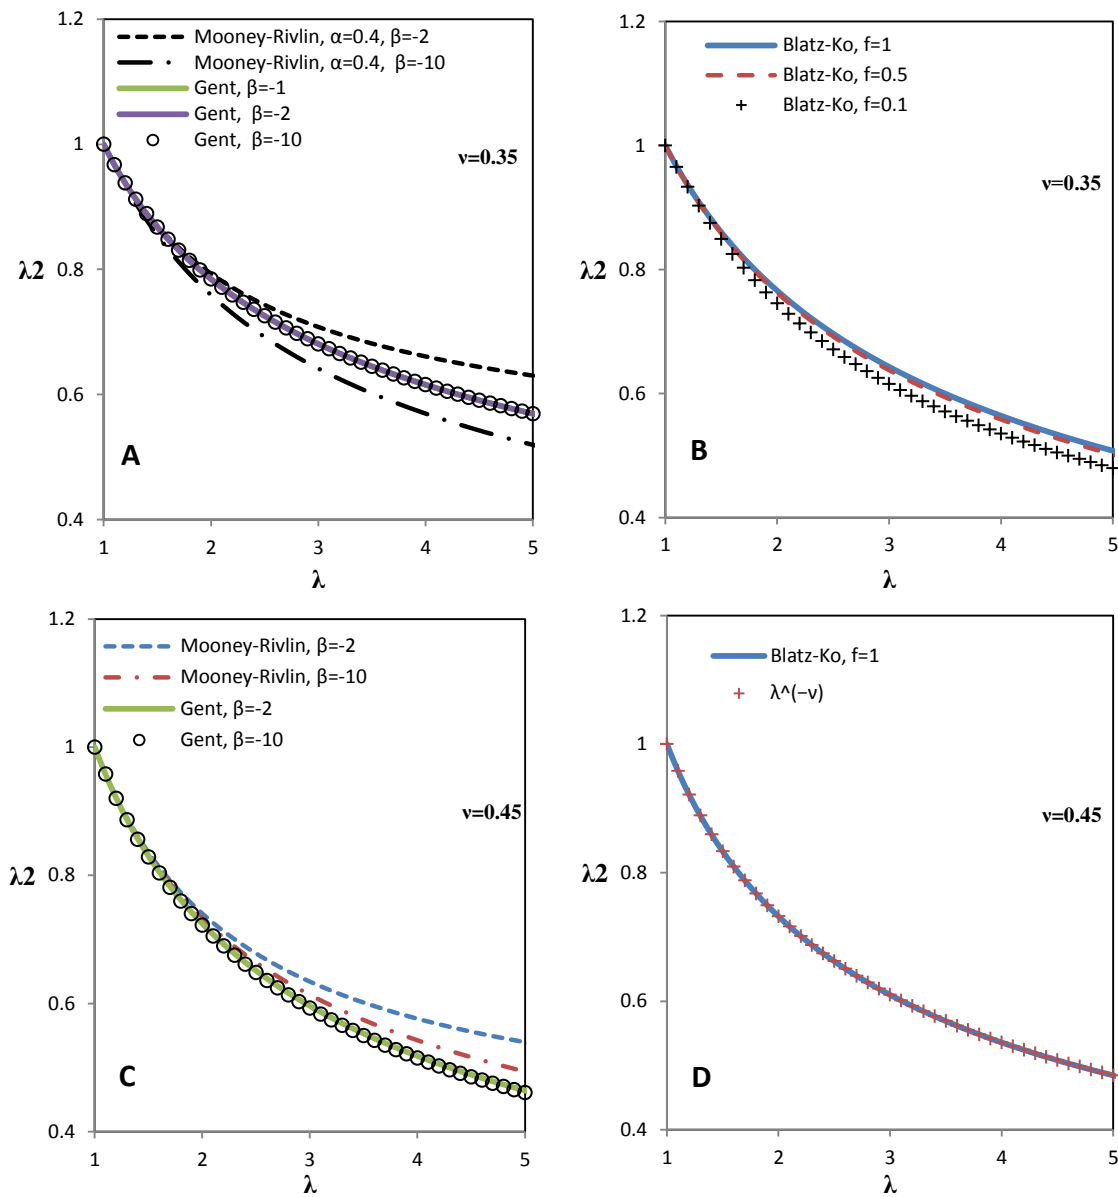 1.2
Mooney-Rivlin, α=0.4, β=-2
Mooney-Rivlin, α=0.4, β=-10
Gent, β=-1
Gent, β=-2
Gent, β=-10
1
ν=0.35
0.8
λ2
0.6
A
0.4
1 2 3 4 5
λ
1.2
Blatz-Ko, f=1
Blatz-Ko, f=0.5
Blatz-Ko, f=0.1
1
ν=0.35
0.8
λ2
0.6
B
0.4
1 2 3 4 5
λ
1.2
Mooney-Rivlin, β=-2
Mooney-Rivlin, β=-10
Gent, β=-2
Gent, β=-10
1
ν=0.45
0.8
λ2
0.6
C
0.4
1 2 3 4 5
λ
1.2
Blatz-Ko, f=1
λ^(−ν)
1
ν=0.45
0.8
λ2
0.6
D
0.4
1 2 3 4 5
λ